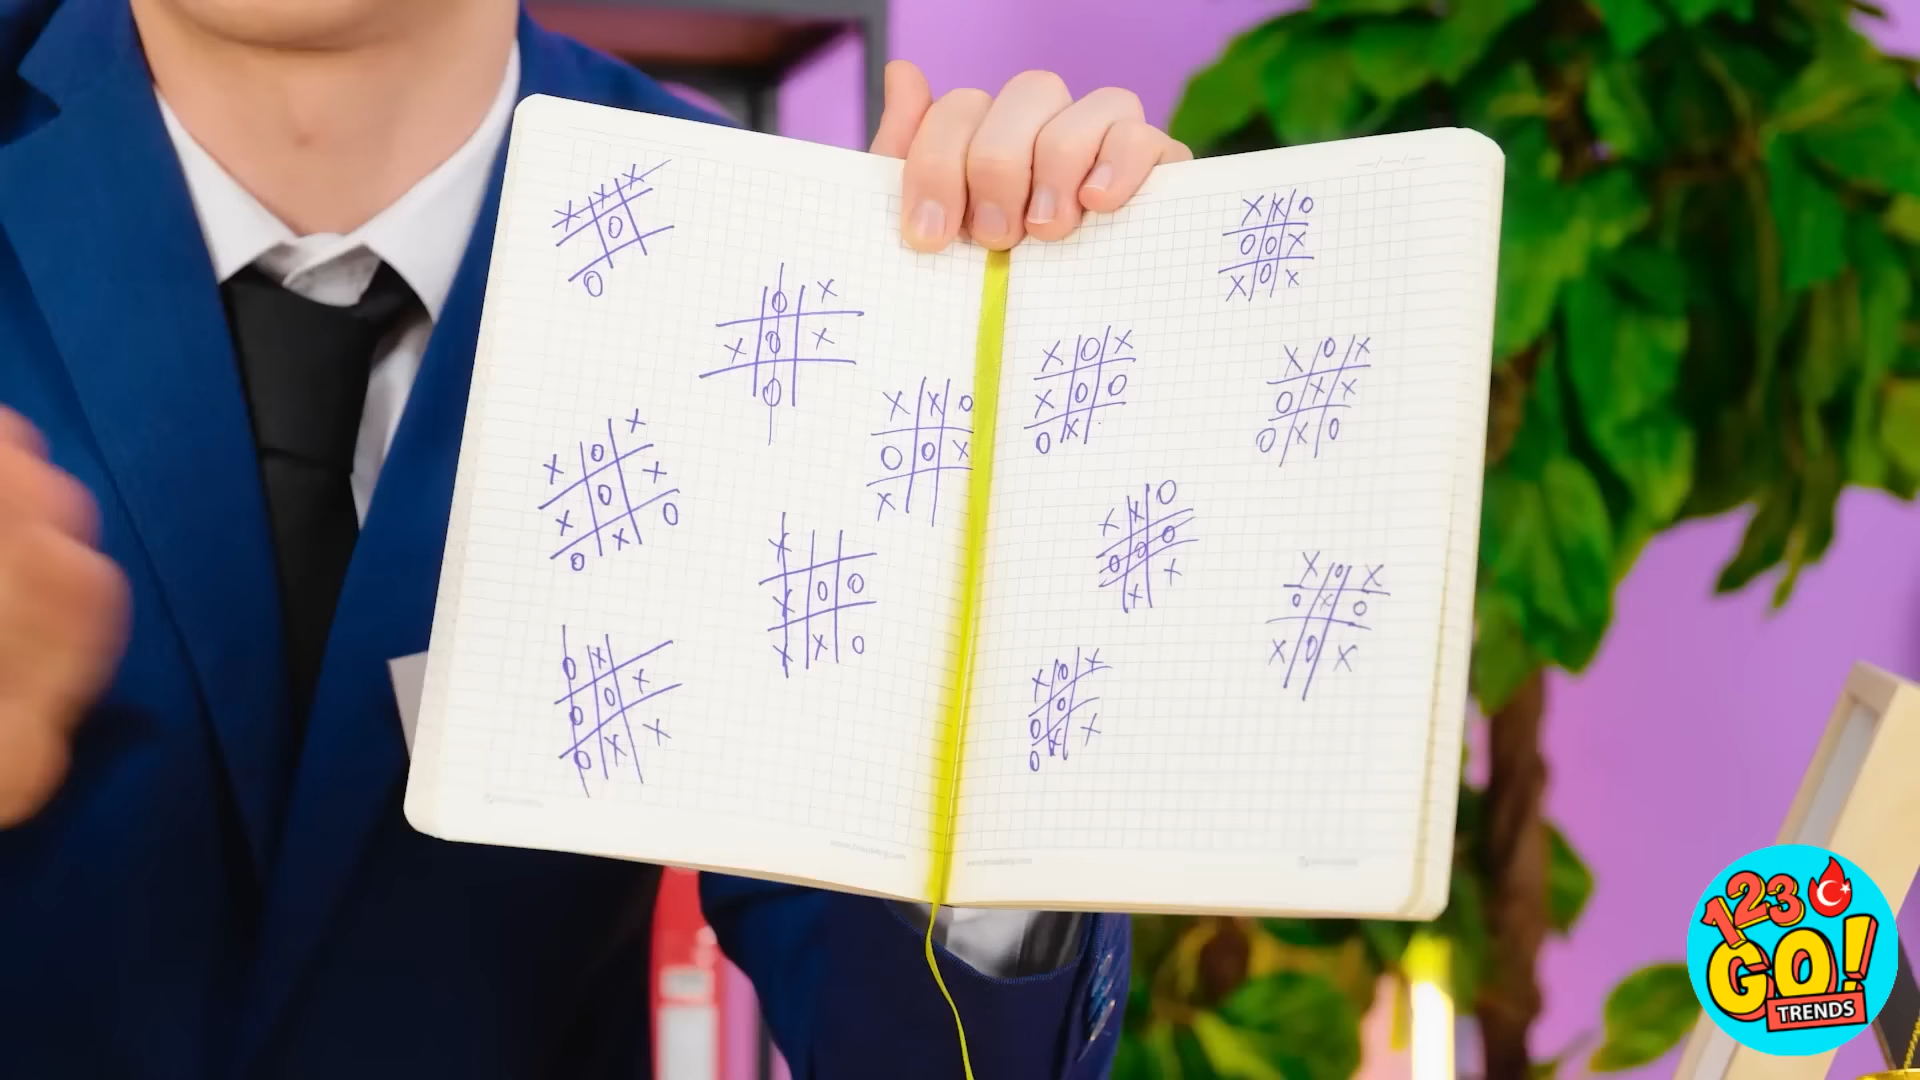 X X X
O
O
O X
X O X
O
X X O
O O X
X
X O X
X O X
O X O
X
X O O
X X O
O X
O O X
O X X
X X O
O O X
X O X
X O X
X O O
O X
X O X
O X X
O X O
X X O
O O O
X X
X O X
O X O
X O X
X O X
O O
O X X
123
GO!
TRENDS